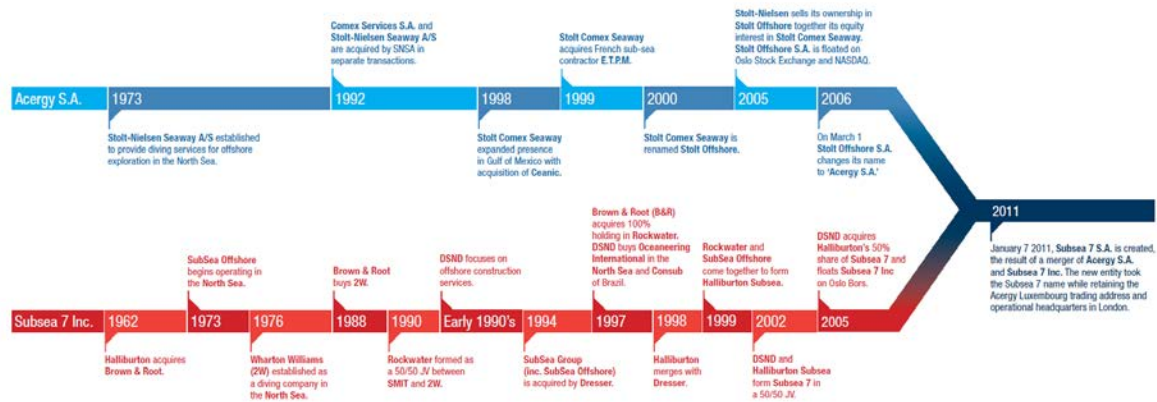 Comex Services S.A. and
Stolt-Nielsen Seaway A/S
are acquired by SNSA in
separate transactions.
Stolt Comex Seaway
acquires French sub-sea
contractor E.T.P.M.
Stolt-Nielsen sells its ownership in
Stolt Offshore together its equity
interest in Stolt Comex Seaway.
Stolt Offshore S.A. is floated on
Oslo Stock Exchange and NASDAQ.
Acergy S.A.
1973
1992
1998
1999
2000
2005
2006
Stolt-Nielsen Seaway A/S established
to provide diving services for offshore
exploration in the North Sea.
Stolt Comex Seaway
expanded presence
in Gulf of Mexico with
acquisition of Ceanic.
Stolt Comex Seaway is
renamed Stolt Offshore.
On March 1
Stolt Offshore S.A.
changes its name
to ‘Acergy S.A.’
2011
January 7 2011, Subsea 7 S.A. is created,
the result of a merger of Acergy S.A.
and Subsea 7 Inc. The new entity took
the Subsea 7 name while retaining the
Acergy Luxembourg trading address and
operational headquarters in London.
SubSea Offshore
begins operating in
the North Sea.
Brown & Root
buys 2W.
DSND focuses on
offshore construction
services.
Brown & Root (B&R)
acquires 100%
holding in Rockwater.
DSND buys Oceaneering
International in the
North Sea and Consub
of Brazil.
Rockwater and
SubSea Offshore
come together to form
Halliburton Subsea.
DSND acquires
Halliburton's 50%
share of Subsea 7 and
floats Subsea 7 Inc
on Oslo Bors.
Subsea 7 Inc.
1962
1973
1976
1988
1990
Early 1990's
1994
1997
1998
1999
2002
2005
Halliburton acquires
Brown & Root.
Wharton Williams
(2W) established as
a diving company in
the North Sea.
Rockwater formed as
a 50/50 JV between
SMIT and 2W.
SubSea Group
(inc. SubSea Offshore)
is acquired by Dresser.
Halliburton
merges with
Dresser.
DSND and
Halliburton Subsea
form Subsea 7 in
a 50/50 JV.